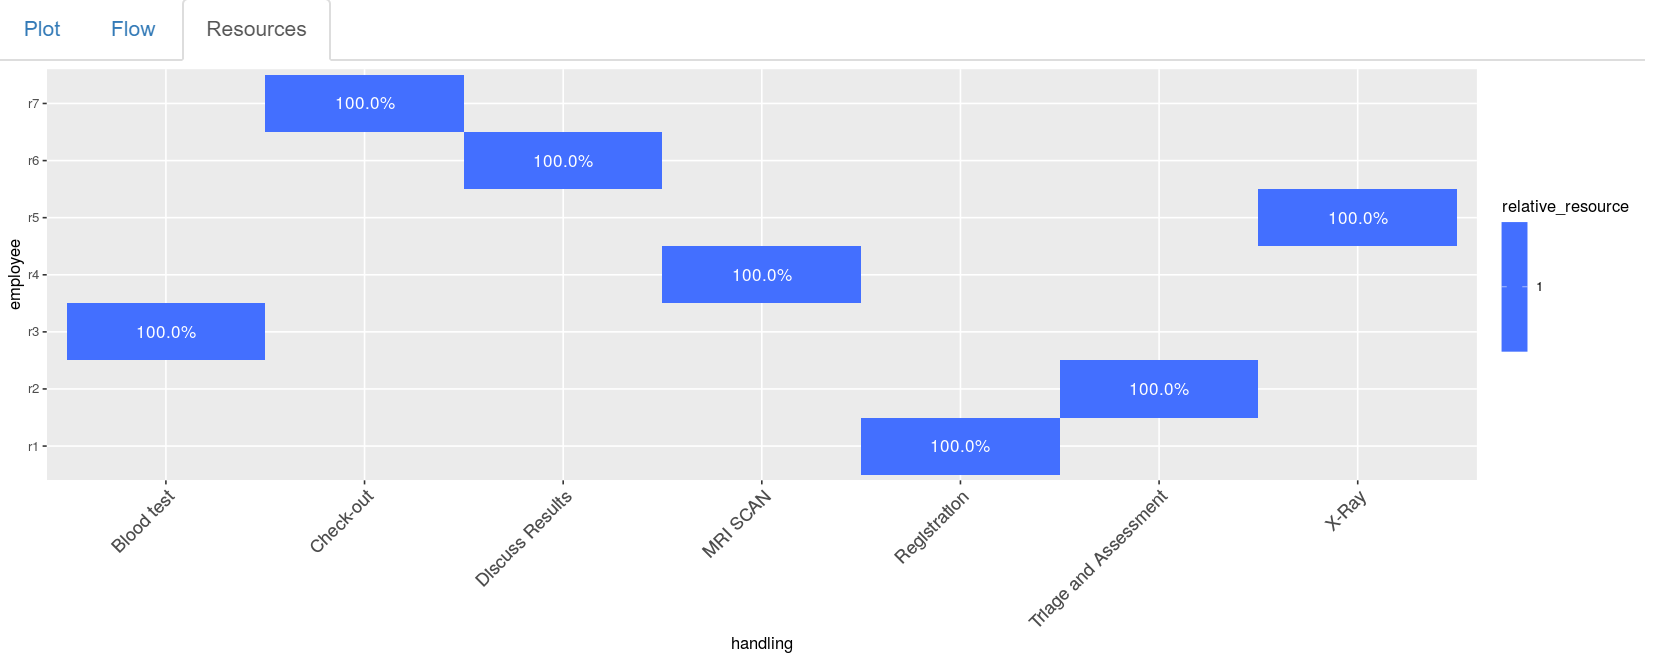 Plot Flow Resources
r7 100.0%
r6 100.0%
r5 100.0%
r4 100.0%
r3 100.0%
r2 100.0%
r1 100.0%
employee
Blood test Check-out Discuss Results MRI SCAN Registration Triage and Assessment X-Ray
handling
relative_resource
1